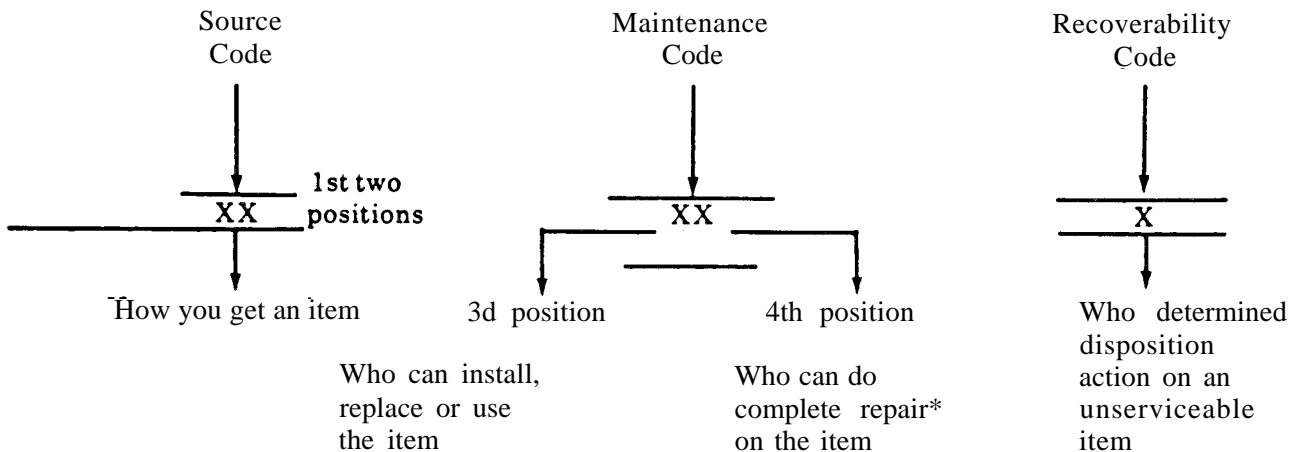 Source
Code
Maintenance
Code
Recoverability
Code
1st two
positions
XX
XX
X
How you get an item
3d position
4th position
Who determined
disposition
action on an
unserviceable
item
Who can install,
replace or use
the item
Who can do
complete repair*
on the item